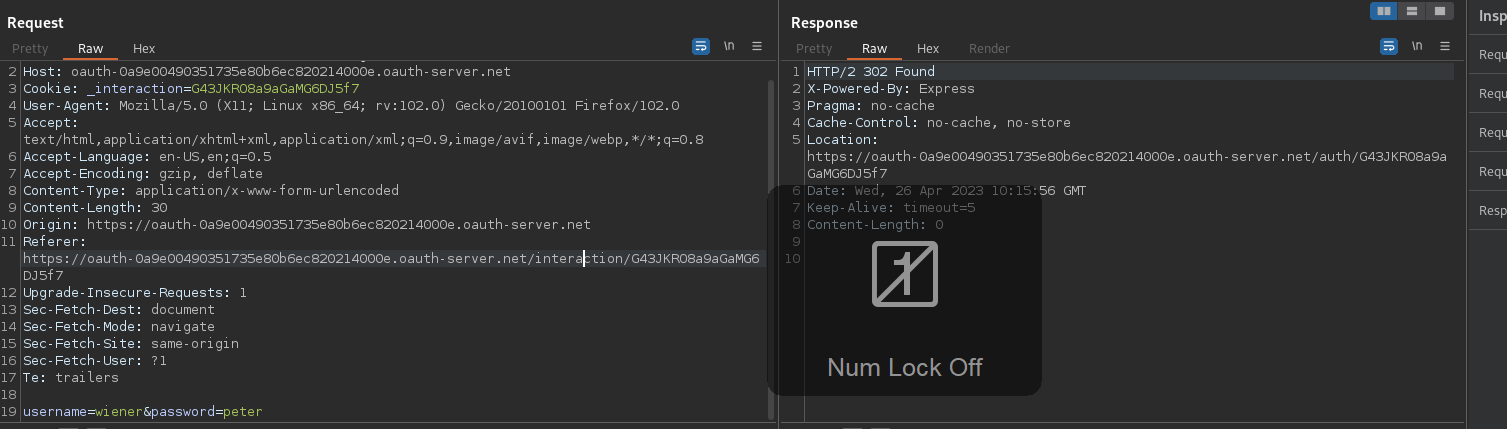 Request
Pretty Raw Hex
\n
2 Host: oauth-0a9e00490351735e80b6ec820214000e.oauth-server.net
3 Cookie: _interaction=G43JKRO8a9aGaMG6DJ5f7
4 User-Agent: Mozilla/5.0 (X11; Linux x86_64; rv:102.0) Gecko/20100101 Firefox/102.0
5 Accept:
text/html,application/xhtml+xml,application/xml;q=0.9,image/avif,image/webp,*/*;q=0.8
6 Accept-Language: en-US,en;q=0.5
7 Accept-Encoding: gzip, deflate
8 Content-Type: application/x-www-form-urlencoded
9 Content-Length: 30
10 Origin: https://oauth-0a9e00490351735e80b6ec820214000e.oauth-server.net
11 Referer:
https://oauth-0a9e00490351735e80b6ec820214000e.oauth-server.net/interaction/G43JKRO8a9aGaMG6
DJ5f7
12 Upgrade-Insecure-Requests: 1
13 Sec-Fetch-Dest: document
14 Sec-Fetch-Mode: navigate
15 Sec-Fetch-Site: same-origin
16 Sec-Fetch-User: ?1
17 Te: trailers
18
19 username=wiener&password=peter
Response
Pretty Raw Hex Render
\n
1 HTTP/2 302 Found
2 X-Powered-By: Express
3 Pragma: no-cache
4 Cache-Control: no-cache, no-store
5 Location:
https://oauth-0a9e00490351735e80b6ec820214000e.oauth-server.net/auth/G43JKRO8a9a
GaMG6DJ5f7
6 Date: Wed, 26 Apr 2023 10:15:56 GMT
7 Keep-Alive: timeout=5
8 Content-Length: 0
9
10
1
Num Lock Off
Insp
Requ
Requ
Requ
Requ
Resp